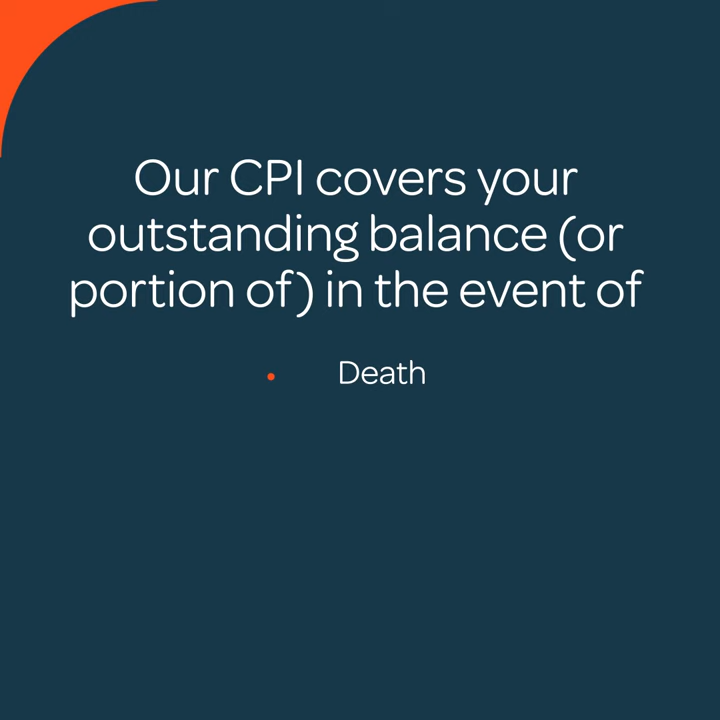 Our CPI covers your
outstanding balance (or
portion of) in the event of
• Death